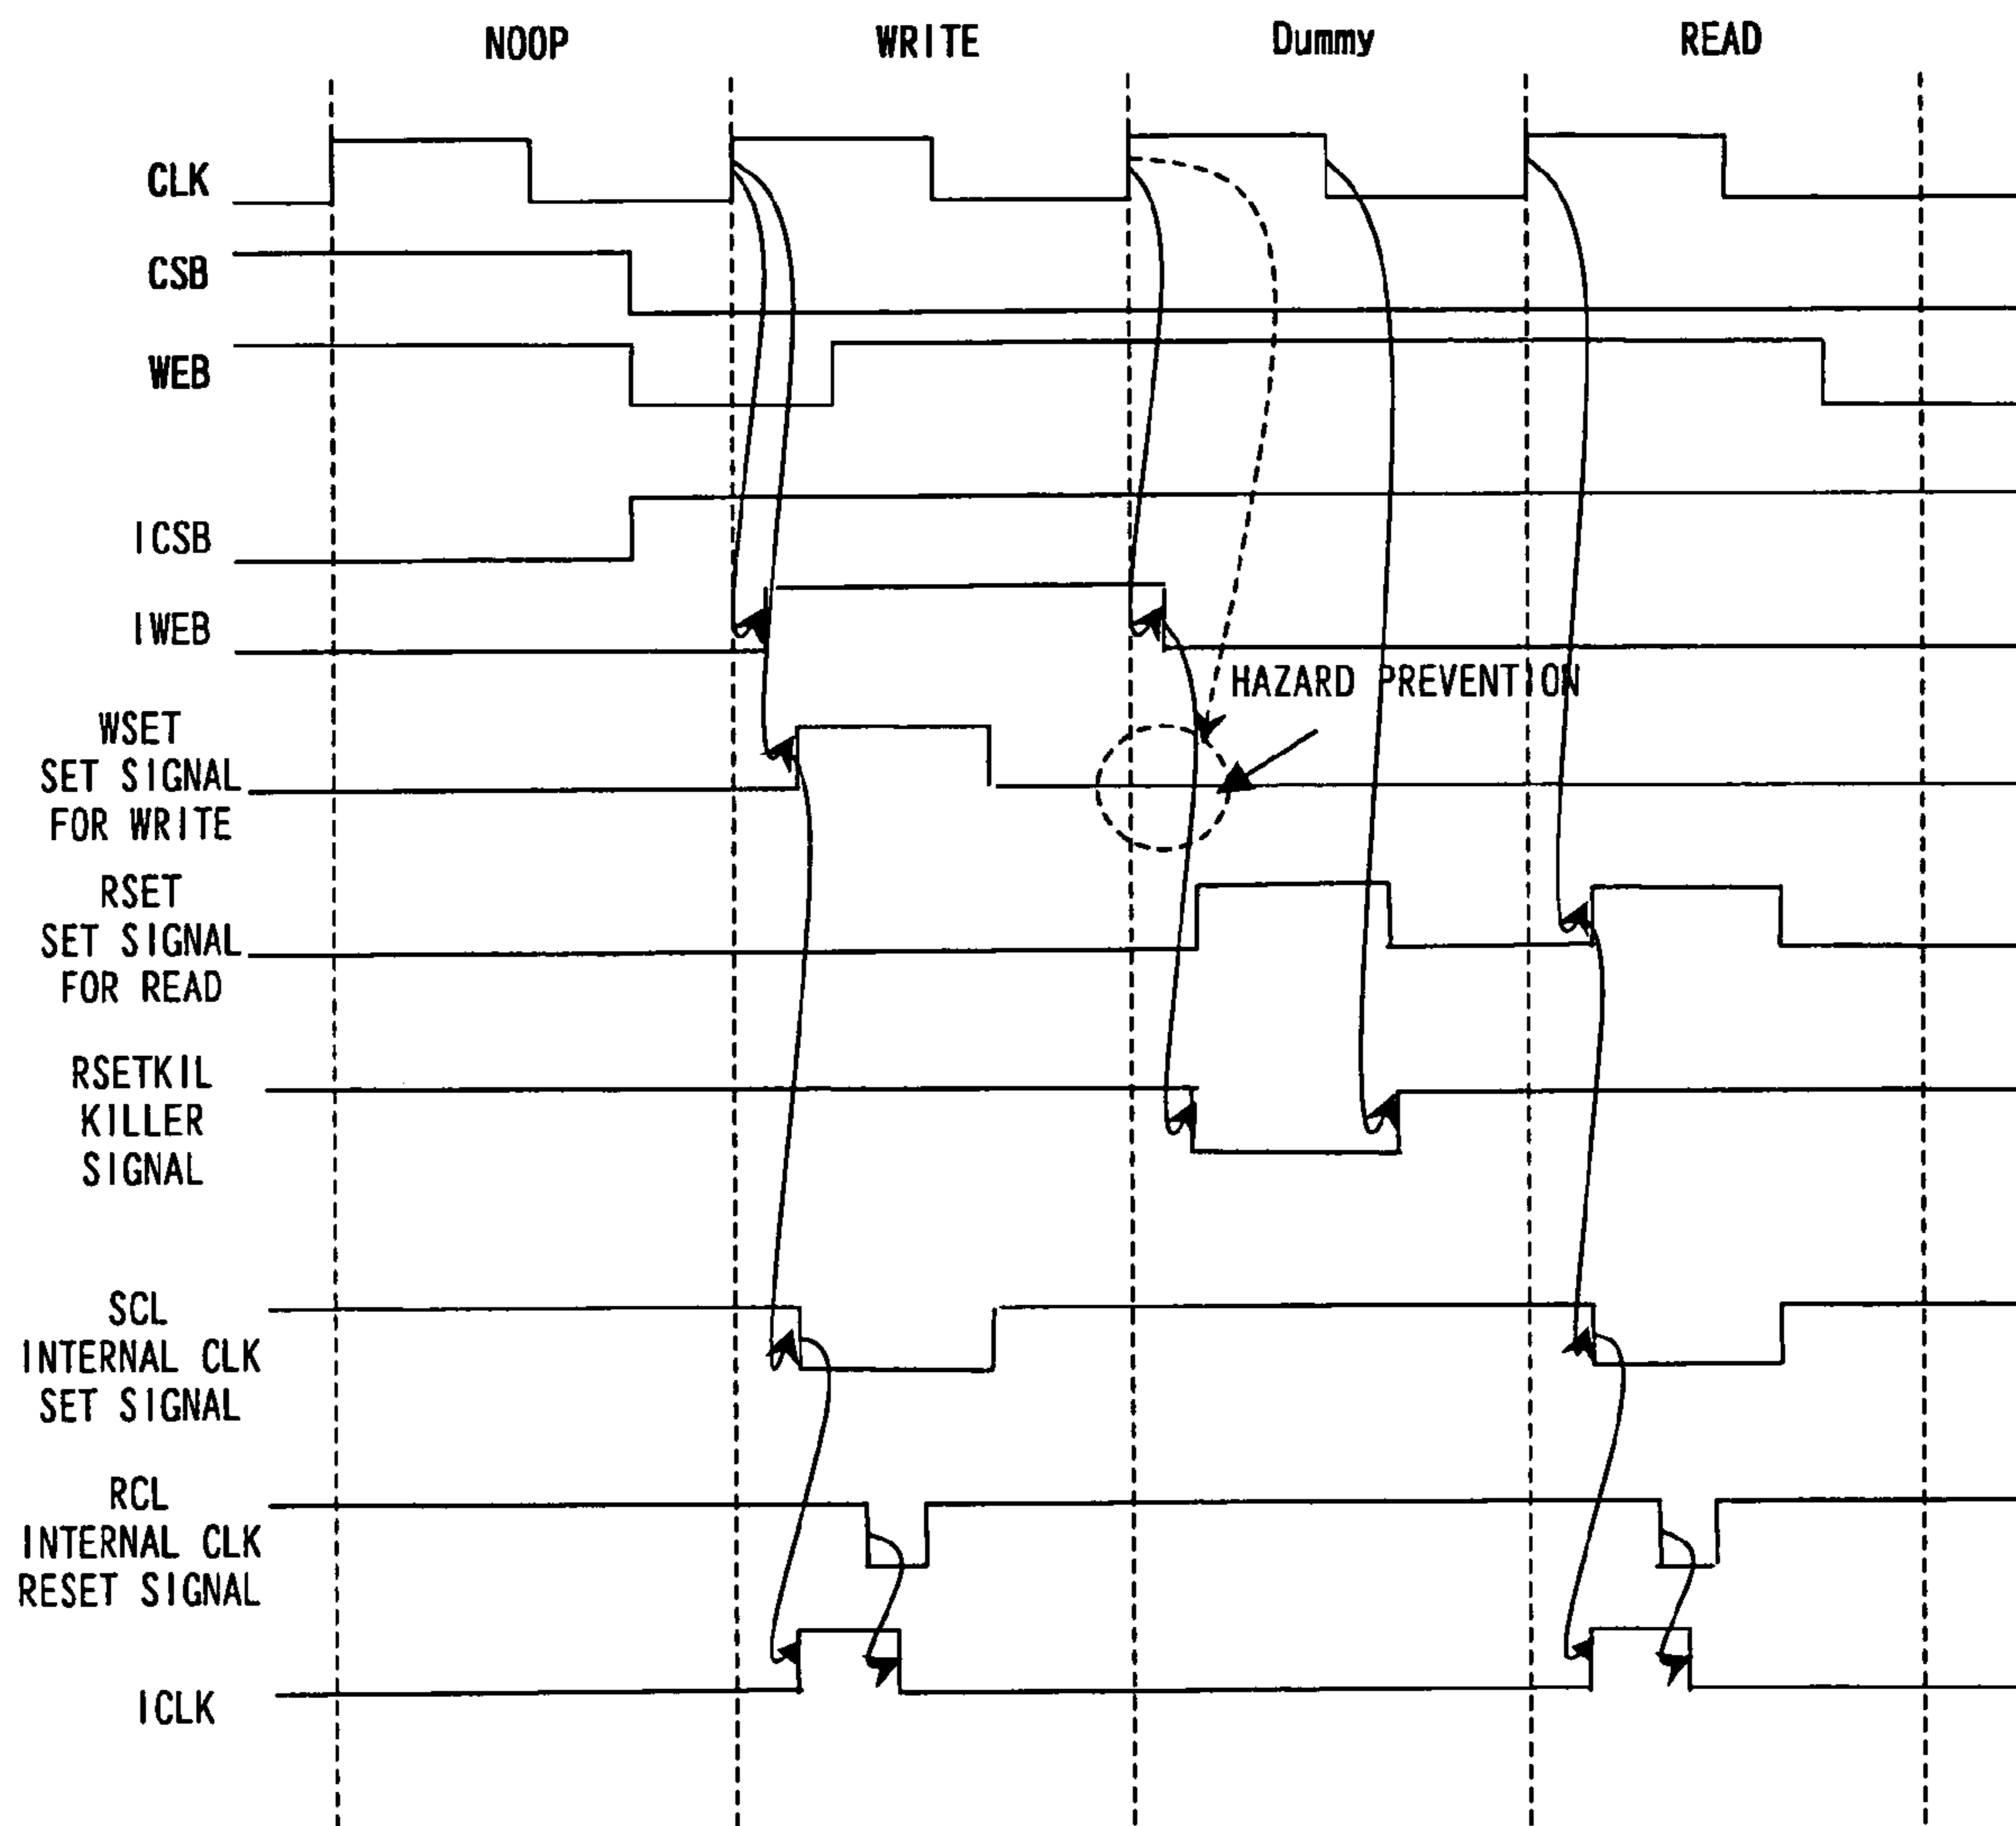 NOOP WRITE Dummy READ
CLK
CSB
WEB
ICSB
IWEB
HAZARD PREVENTION
WSET
SET SIGNAL
FOR WRITE
RSET
SET SIGNAL
FOR READ
RSETKIL
KILLER
SIGNAL
SCL
INTERNAL CLK
SET SIGNAL
RCL
INTERNAL CLK
RESET SIGNAL
ICLK